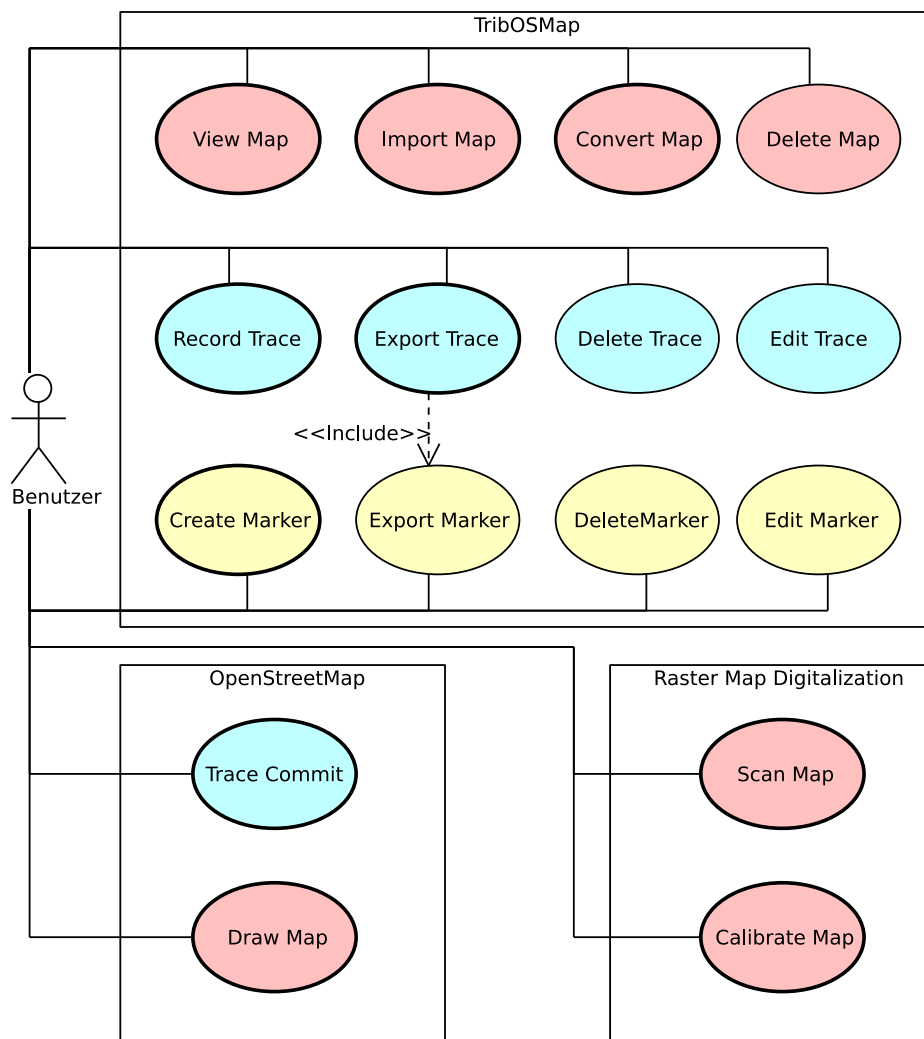 TribOSMap
View Map
Import Map
Convert Map
Delete Map
Record Trace
Export Trace
Delete Trace
Edit Trace
<<Include>>
Benutzer
Create Marker
Export Marker
DeleteMarker
Edit Marker
OpenStreetMap
Raster Map Digitalization
Trace Commit
Scan Map
Draw Map
Calibrate Map